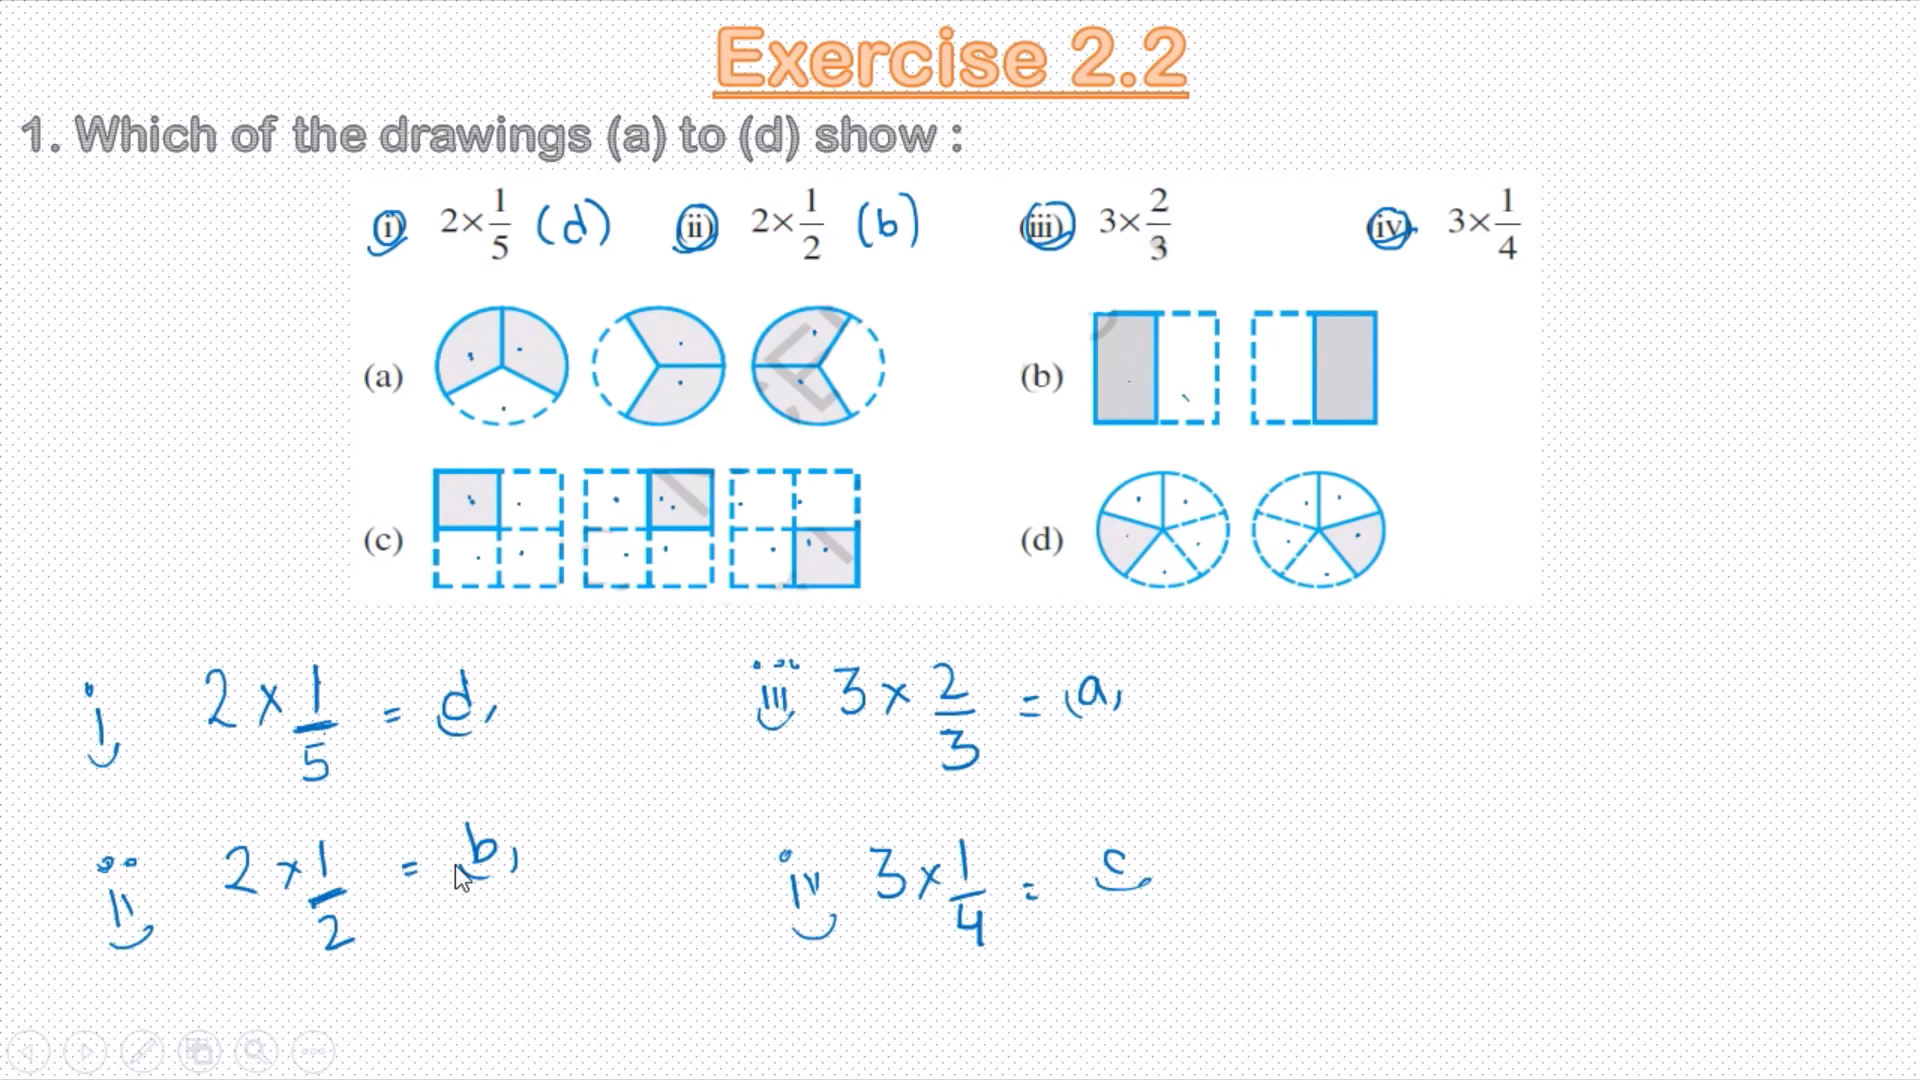 Exercise 2.2
1. Which of the drawings (a) to (d) show :
(i) 2×1/5 (d) (ii) 2×1/2 (b) (iii) 3×2/3 (iv) 3×1/4
(a) (b)
(c) (d)
i 2×1/5 = d, iii 3×2/3 = (a,
ii 2×1/2 = b, iv 3×1/4 = c